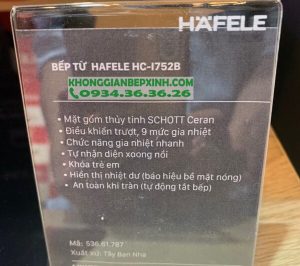 HÄFELE
BẾP TỪ HAFELE HC-I752B
KHONGGIANBEPXINH.COM
0934.36.36.26
• Mặt gốm thủy tinh SCHOTT Ceran
• Điều khiển trượt, 9 mức gia nhiệt
• Chức năng gia nhiệt nhanh
• Tự nhận diện xoong nồi
• Khóa trẻ em
• Hiển thị nhiệt dư (báo hiệu bề mặt nóng)
• An toàn khi tràn (tự động tắt bếp)
Mã: 536.61.787
Xuất xứ: Tây Ban Nha